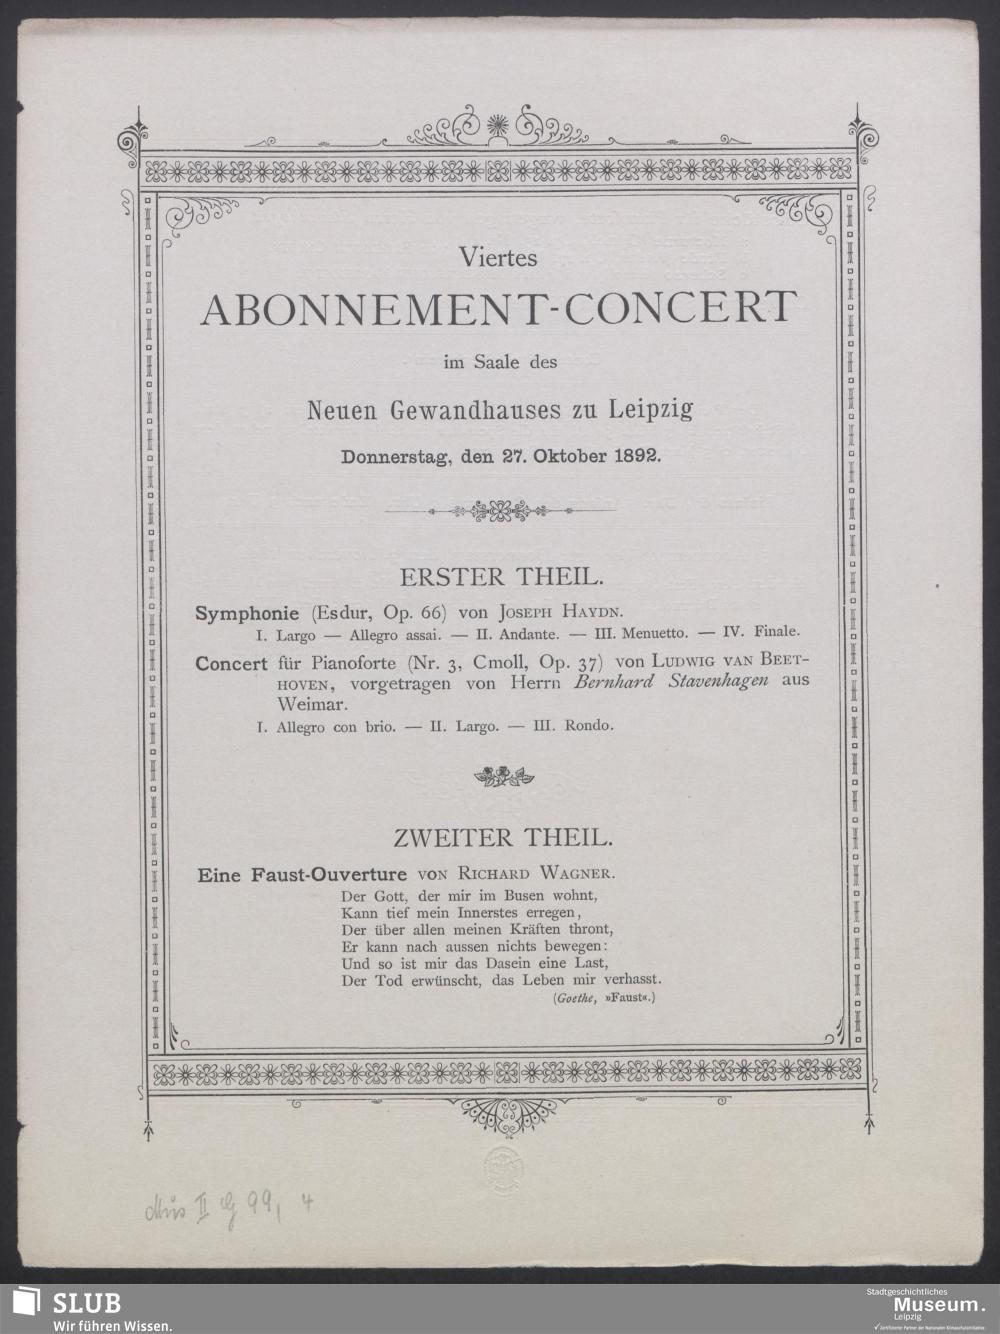 Viertes
ABONNEMENT-CONCERT
im Saale des
Neuen Gewandhauses zu Leipzig
Donnerstag, den 27. Oktober 1892.
ERSTER THEIL.
Symphonie (Esdur, Op. 66) von JOSEPH HAYDN.
I. Largo — Allegro assai. — II. Andante. — III. Menuetto. — IV. Finale.
Concert für Pianoforte (Nr. 3, Cmoll, Op. 37) von LUDWIG VAN BEET-
HOVEN, vorgetragen von Herrn Bernhard Stavenhagen aus
Weimar.
I. Allegro con brio. — II. Largo. — III. Rondo.
ZWEITER THEIL.
Eine Faust-Ouverture VON RICHARD WAGNER.
Der Gott, der mir im Busen wohnt,
Kann tief mein Innerstes erregen,
Der über allen meinen Kräften thront,
Er kann nach aussen nichts bewegen:
Und so ist mir das Dasein eine Last,
Der Tod erwünscht, das Leben mir verhasst.
(Goethe, »Faust«.)
Mus II G 99, 4
SLUB
Wir führen Wissen.
Stadtgeschichtliches
Museum.
Leipzig
Zertifizierter Partner der Nationalen Klimaschutzinitiative